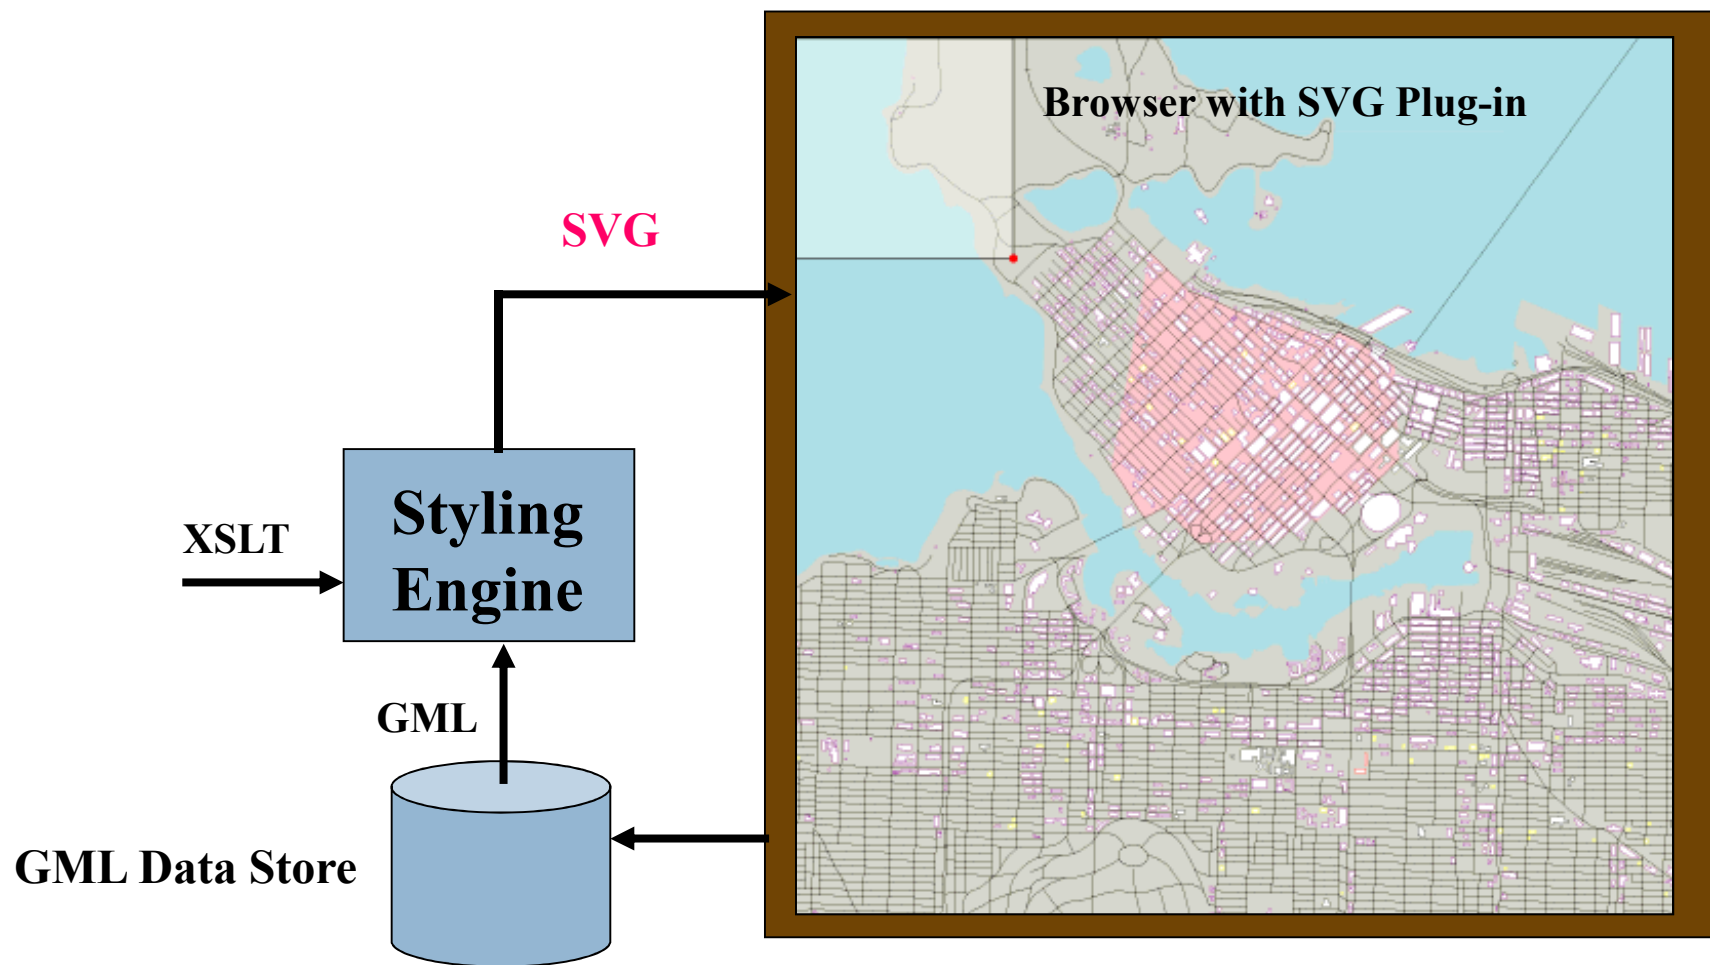 Browser with SVG Plug-in
SVG
Styling
Engine
XSLT
GML
GML Data Store